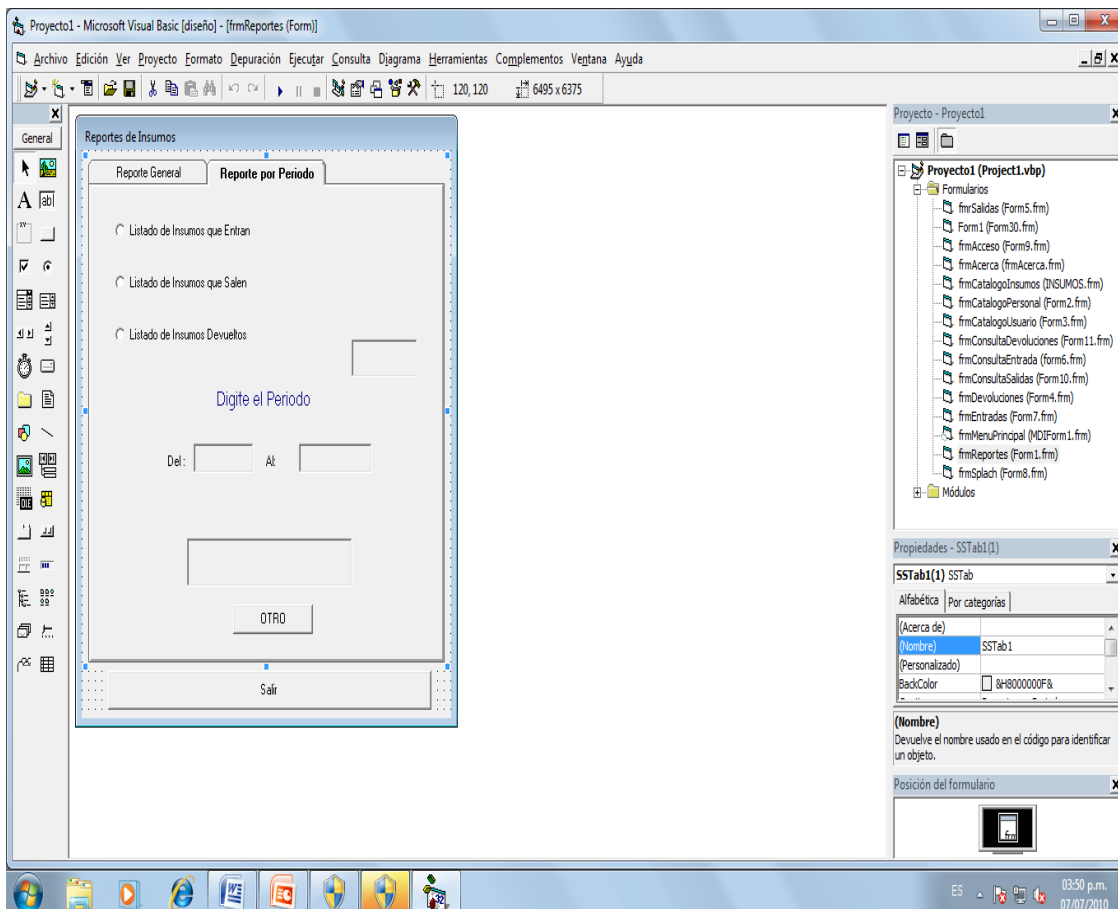 Proyecto1 - Microsoft Visual Basic [diseño] - [frmReportes (Form)]
Archivo Edición Ver Proyecto Formato Depuración Ejecutar Consulta Diagrama Herramientas Complementos Ventana Ayuda
120, 120 6495 x 6375
General
Reportes de Insumos
Reporte General Reporte por Periodo
Listado de Insumos que Entran
Listado de Insumos que Salen
Listado de Insumos Devueltos
Digite el Periodo
Del : Al:
OTRO
Salir
Proyecto - Proyecto1
Proyecto1 (Project1.vbp)
Formularios
fmrSalidas (Form5.frm)
Form1 (Form30.frm)
frmAcceso (Form9.frm)
frmAcerca (frmAcerca.frm)
frmCatalogoInsumos (INSUMOS.frm)
frmCatalogoPersonal (Form2.frm)
frmCatalogoUsuario (Form3.frm)
frmConsultaDevoluciones (Form11.frm)
frmConsultaEntrada (form6.frm)
frmConsultaSalidas (Form10.frm)
frmDevoluciones (Form4.frm)
frmEntradas (Form7.frm)
frmMenuPrincipal (MDIForm1.frm)
frmReportes (Form1.frm)
frmSplach (Form8.frm)
Módulos
Propiedades - SSTab1(1)
SSTab1(1) SSTab
Alfabética Por categorías
(Acerca de)
(Nombre) SSTab1
(Personalizado)
BackColor &H8000000F&
(Nombre)
Devuelve el nombre usado en el código para identificar
un objeto.
Posición del formulario
frm
ES 03:50 p.m.
07/07/2010